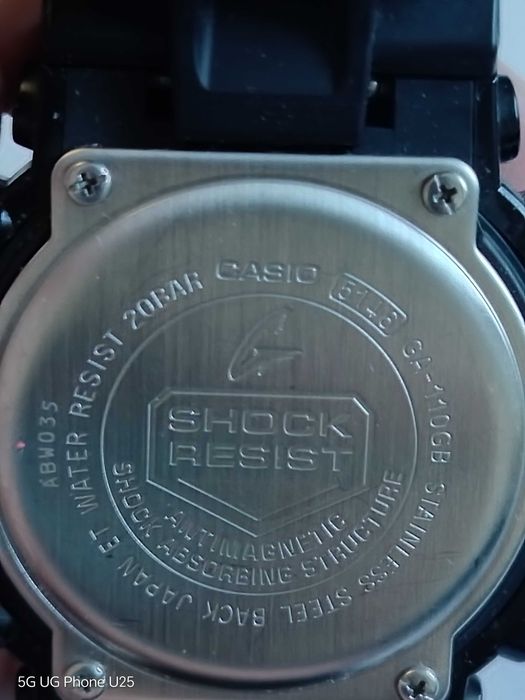 CASIO
5146
GA-110GB STAINLESS STEEL BACK JAPAN ET WATER RESIST 20BAR
SHOCK
RESIST
ANTIMAGNETIC
SHOCK ABSORBING STRUCTURE
ABW035
5G UG Phone U25